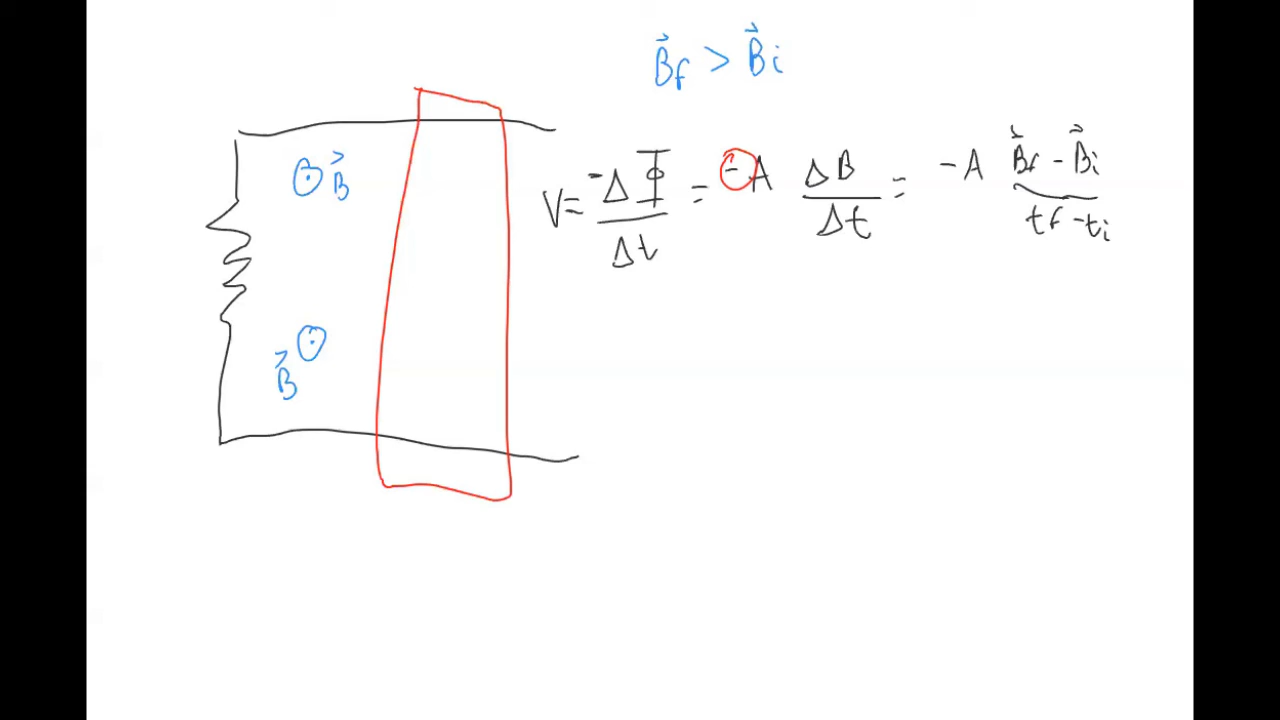 B⃗f > B⃗i
⊙ B⃗
V = -ΔΦ/Δt = -A ΔB/Δt = -A (B⃗f - B⃗i)/(tf - ti)
⊙
B⃗